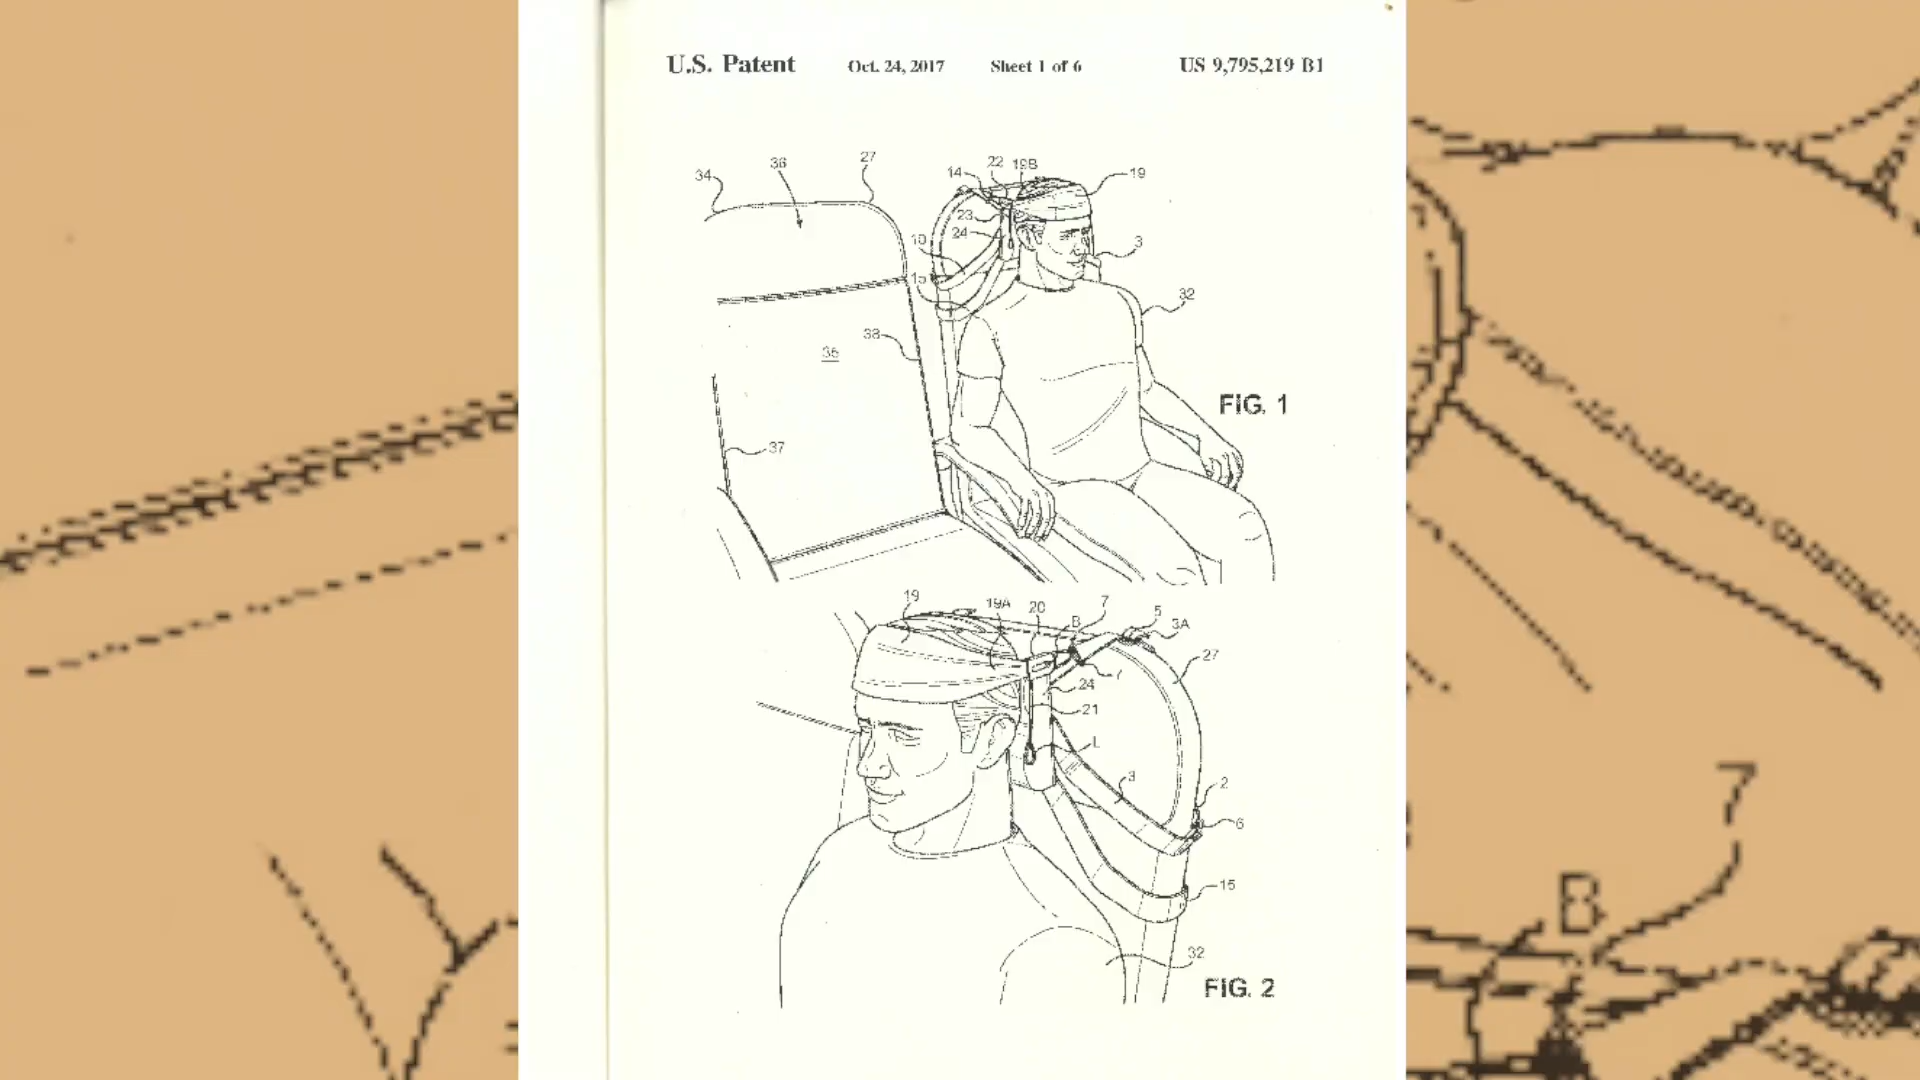 U.S. Patent Oct. 24, 2017 Sheet 1 of 6 US 9,795,219 B1
34 36 27 14 22 19B 19
23
24
10 3
15
32
38
35
37
FIG. 1
19 19A 20 B 7 5 3A
27
24
21
L
3 2
6
15
32
FIG. 2
7
B